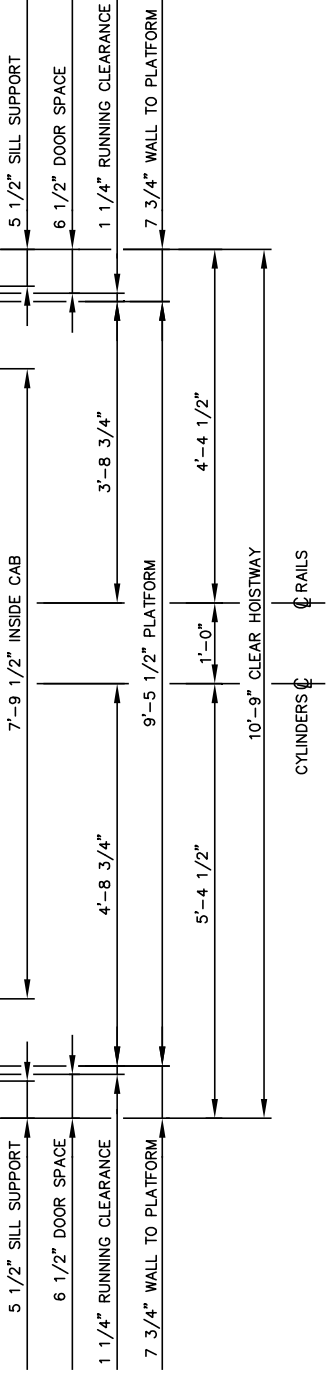 5 1/2" SILL SUPPORT
6 1/2" DOOR SPACE
1 1/4" RUNNING CLEARANCE
7 3/4" WALL TO PLATFORM
7'-9 1/2" INSIDE CAB
4'-8 3/4"
3'-8 3/4"
9'-5 1/2" PLATFORM
5'-4 1/2"
1'-0"
4'-4 1/2"
10'-9" CLEAR HOISTWAY
CYLINDERS ℄
℄ RAILS
5 1/2" SILL SUPPORT
6 1/2" DOOR SPACE
1 1/4" RUNNING CLEARANCE
7 3/4" WALL TO PLATFORM